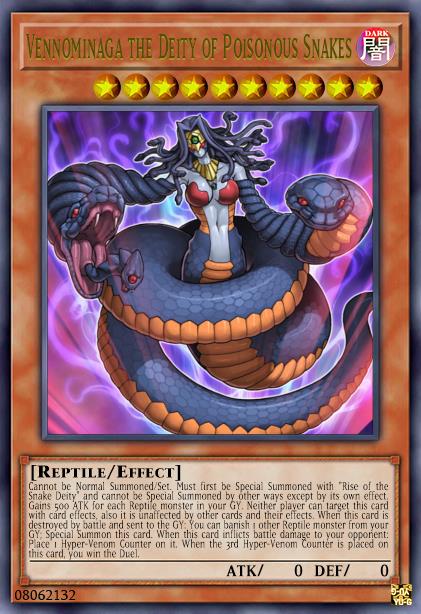 Vennominaga the Deity of Poisonous Snakes
DARK
闇
[Reptile/Effect]
Cannot be Normal Summoned/Set. Must first be Special Summoned with "Rise of the
Snake Deity" and cannot be Special Summoned by other ways except by its own effect.
Gains 500 ATK for each Reptile monster in your GY. Neither player can target this card
with card effects, also it is unaffected by other cards and their effects. When this card is
destroyed by battle and sent to the GY: You can banish 1 other Reptile monster from your
GY; Special Summon this card. When this card inflicts battle damage to your opponent:
Place 1 Hyper-Venom Counter on it. When the 3rd Hyper-Venom Counter is placed on
this card, you win the Duel.
ATK/ 0 DEF/ 0
08062132